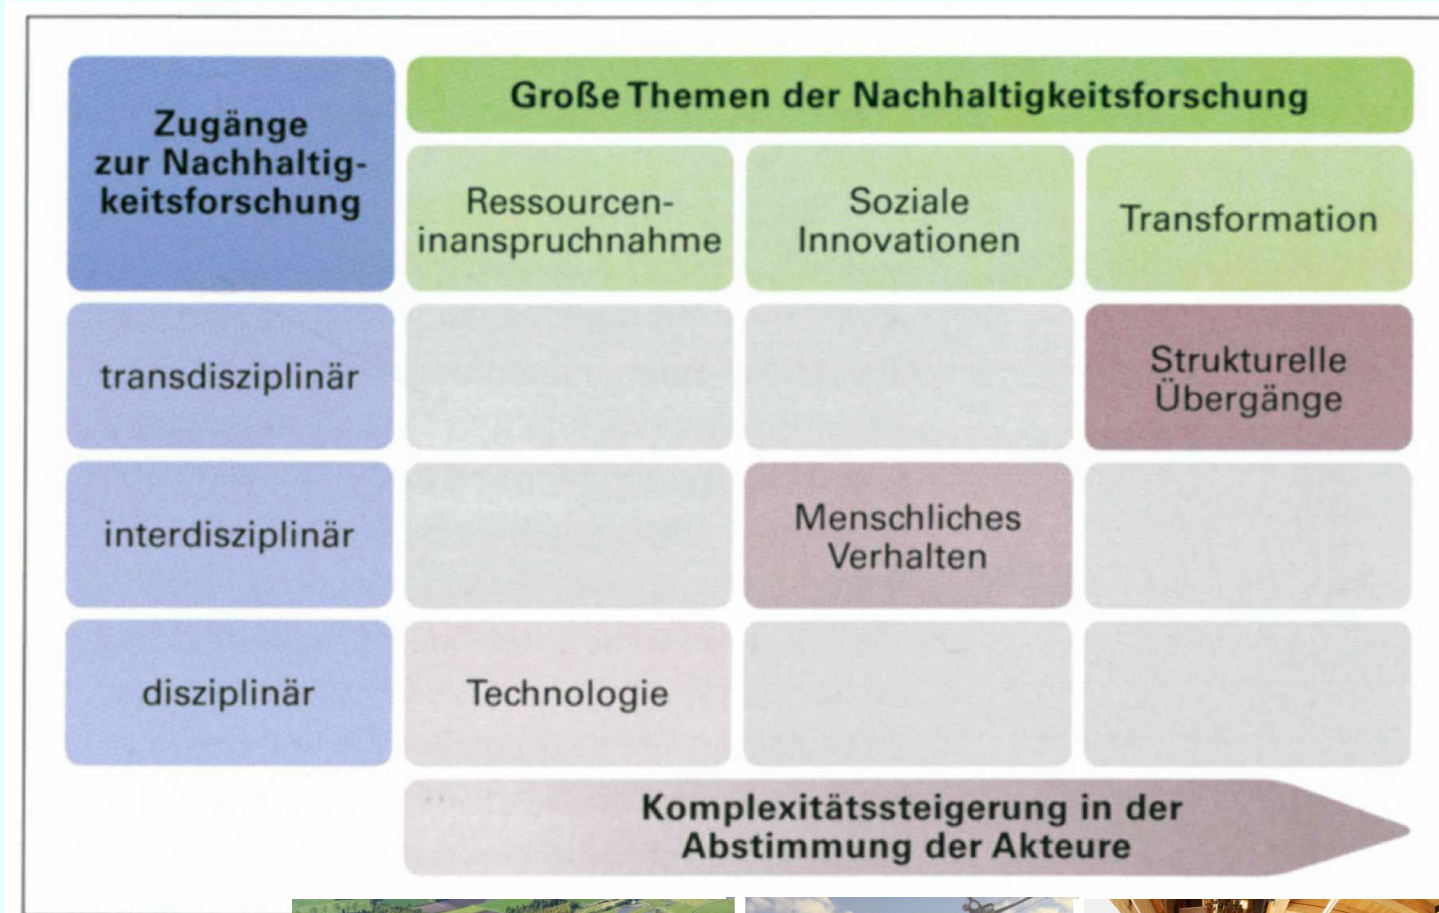 Zugänge
zur Nachhaltig-
keitsforschung
Große Themen der Nachhaltigkeitsforschung
Ressourcen-
inanspruchnahme
Soziale
Innovationen
Transformation
transdisziplinär
Strukturelle
Übergänge
interdisziplinär
Menschliches
Verhalten
disziplinär
Technologie
Komplexitätssteigerung in der
Abstimmung der Akteure